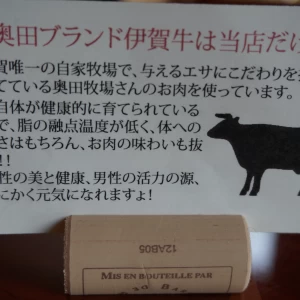 奥田ブランド伊賀牛は当店だけ
賀唯一の自家牧場で、与えるエサにこだわりを
てている奥田牧場さんのお肉を使っています。
自体が健康的に育てられている
で、脂の融点温度が低く、体への
さはもちろん、お肉の味わいも抜
!!
性の美と健康、男性の活力の源、
にかく元気になれますょ!
12AB05
MIS EN BOUTEILLE PAR